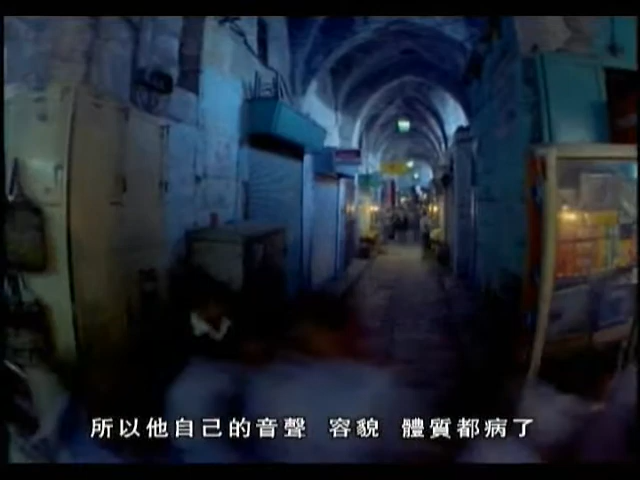 所以他自己的音聲 容貌 體質都病了